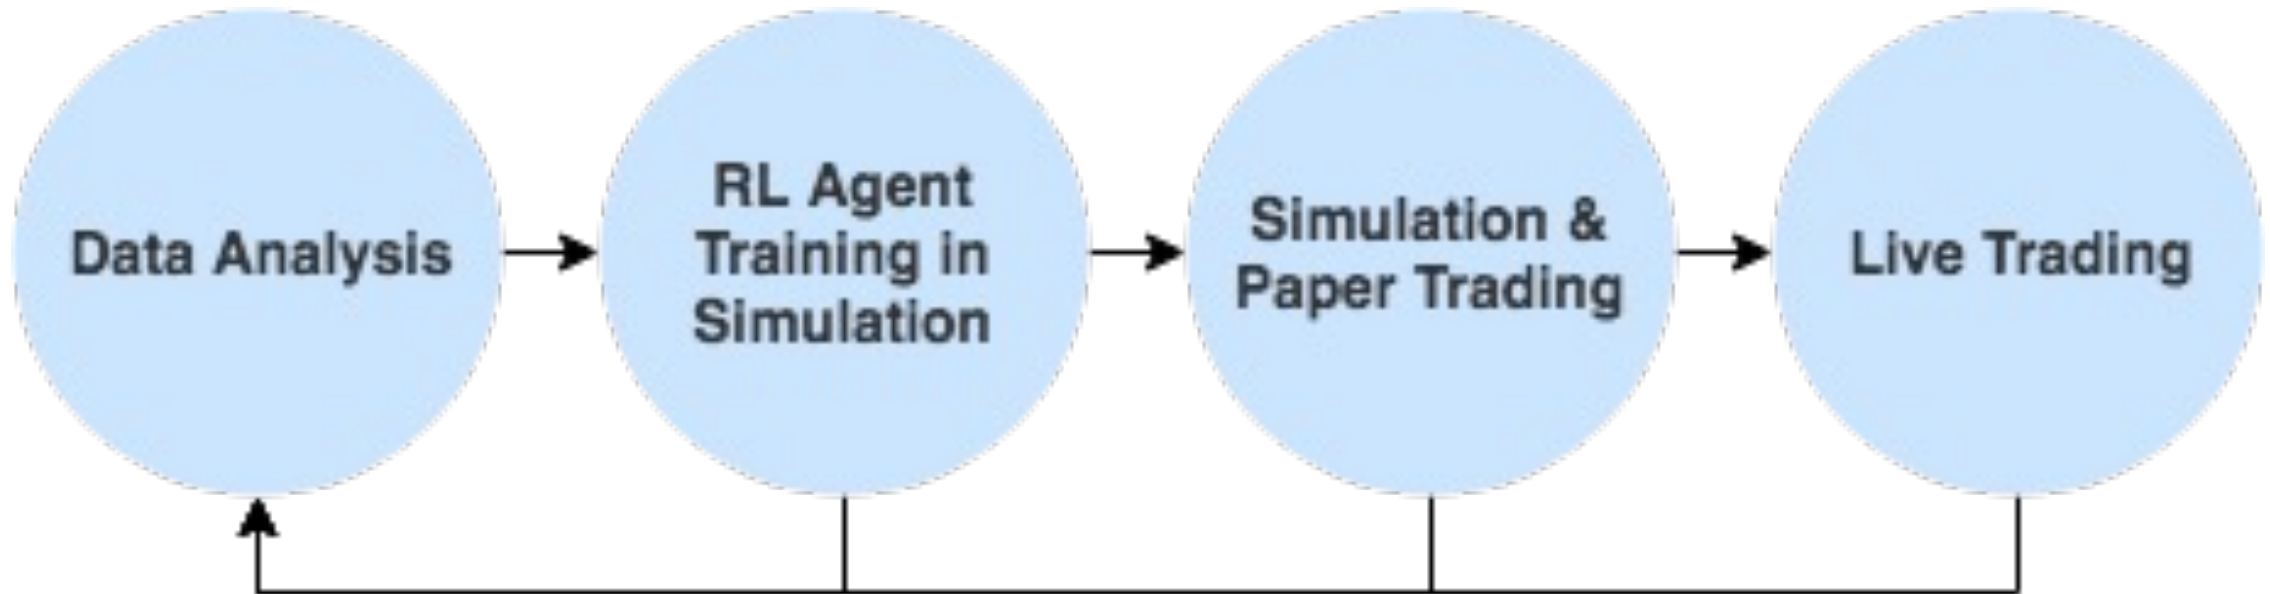 Data Analysis
RL Agent
Training in
Simulation
Simulation &
Paper Trading
Live Trading